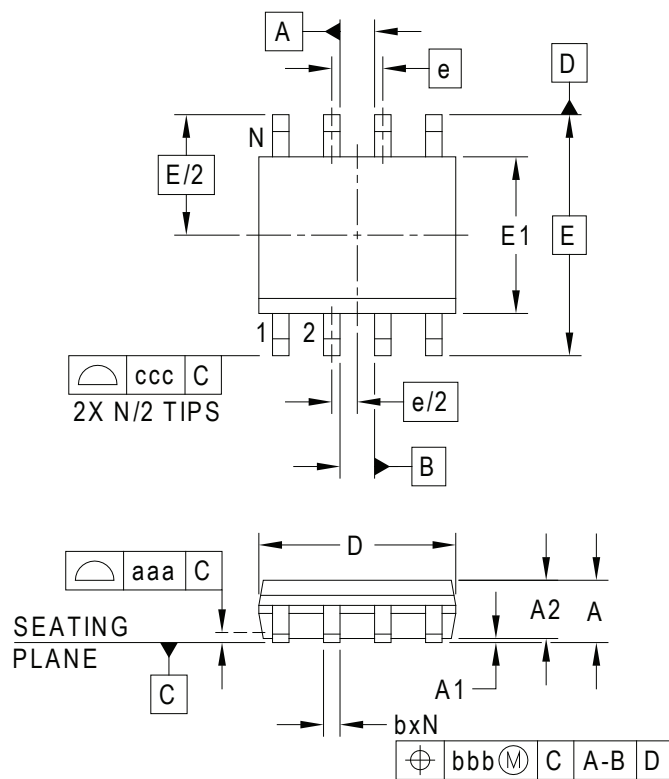 A
e
D
N
E/2
E1
E
1 2
ccc C
2X N/2 TIPS
e/2
B
D
aaa C
A2 A
SEATING
PLANE
C
A1
bxN
bbb Ⓜ C A-B D